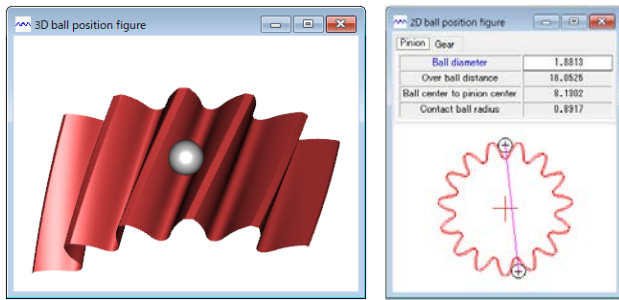 3D ball position figure
2D ball position figure
Pinion Gear
Ball diameter 1.8813
Over ball distance 18.0525
Ball center to pinion center 8.1302
Contact ball radius 0.8917